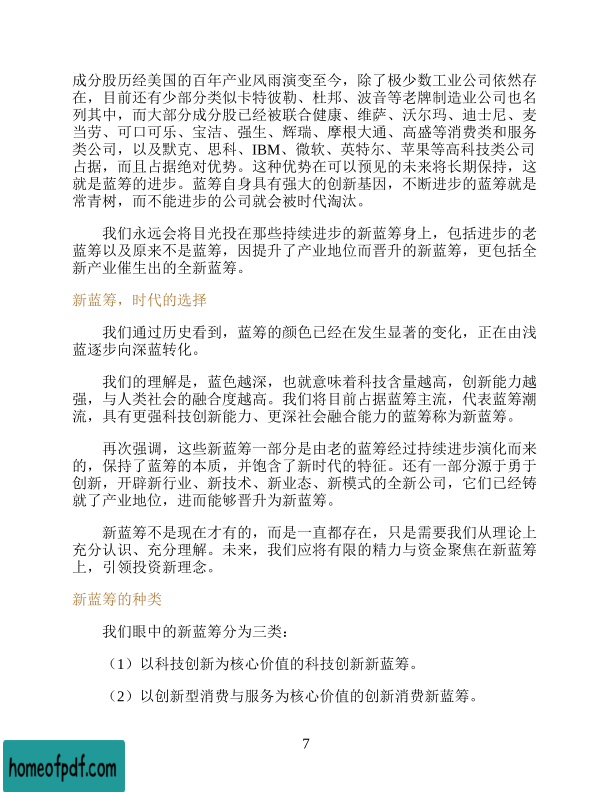 成分股历经美国的百年产业风雨演变至今，除了极少数工业公司依然存
在，目前还有少部分类似卡特彼勒、杜邦、波音等老牌制造业公司也名
列其中，而大部分成分股已经被联合健康、维萨、沃尔玛、迪士尼、麦
当劳、可口可乐、宝洁、强生、辉瑞、摩根大通、高盛等消费类和服务
类公司，以及默克、思科、IBM、微软、英特尔、苹果等高科技类公司
占据，而且占据绝对优势。这种优势在可以预见的未来将长期保持，这
就是蓝筹的进步。蓝筹自身具有强大的创新基因，不断进步的蓝筹就是
常青树，而不能进步的公司就会被时代淘汰。
我们永远会将目光投在那些持续进步的新蓝筹身上，包括进步的老
蓝筹以及原来不是蓝筹，因提升了产业地位而晋升的新蓝筹，更包括全
新产业催生出的全新蓝筹。
新蓝筹，时代的选择
我们通过历史看到，蓝筹的颜色已经在发生显著的变化，正在由浅
蓝逐步向深蓝转化。
我们的理解是，蓝色越深，也就意味着科技含量越高，创新能力越
强，与人类社会的融合度越高。我们将目前占据蓝筹主流，代表蓝筹潮
流，具有更强科技创新能力、更深社会融合能力的蓝筹称为新蓝筹。
再次强调，这些新蓝筹一部分是由老的蓝筹经过持续进步演化而来
的，保持了蓝筹的本质，并饱含了新时代的特征。还有一部分源于勇于
创新，开辟新行业、新技术、新业态、新模式的全新公司，它们已经铸
就了产业地位，进而能够晋升为新蓝筹。
新蓝筹不是现在才有的，而是一直都存在，只是需要我们从理论上
充分认识、充分理解。未来，我们应将有限的精力与资金聚焦在新蓝筹
上，引领投资新理念。
新蓝筹的种类
我们眼中的新蓝筹分为三类：
（1）以科技创新为核心价值的科技创新新蓝筹。
（2）以创新型消费与服务为核心价值的创新消费新蓝筹。
7
homeofpdf.com